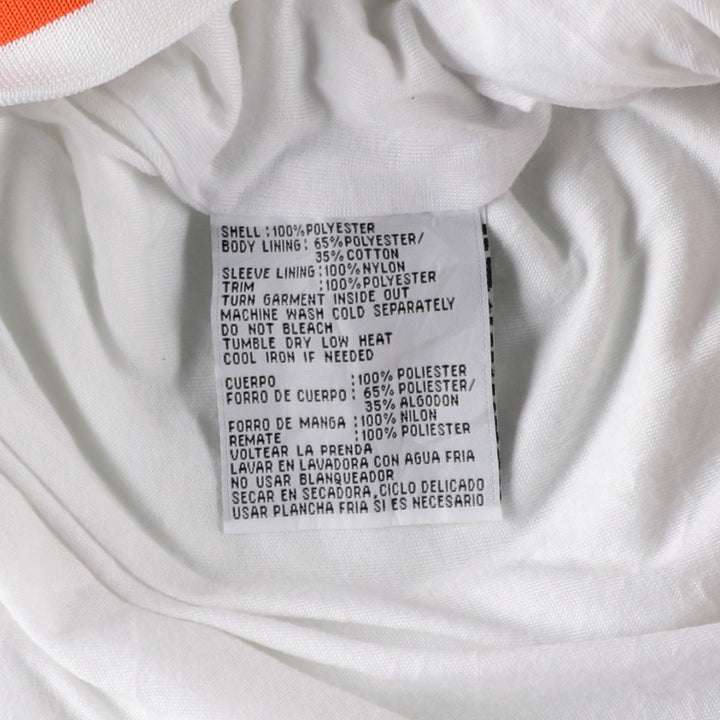 SHELL : 100% POLYESTER
BODY LINING : 65% POLYESTER/
35% COTTON
SLEEVE LINING : 100% NYLON
TRIM : 100% POLYESTER
TURN GARMENT INSIDE OUT
MACHINE WASH COLD SEPARATELY
DO NOT BLEACH
TUMBLE DRY LOW HEAT
COOL IRON IF NEEDED
CUERPO : 100% POLIESTER
FORRO DE CUERPO : 65% POLIESTER/
35% ALGODON
FORRO DE MANGA : 100% NILON
REMATE : 100% POLIESTER
VOLTEAR LA PRENDA
LAVAR EN LAVADORA CON AGUA FRIA
NO USAR BLANQUEADOR
SECAR EN SECADORA, CICLO DELICADO
USAR PLANCHA FRIA SI ES NECESARIO